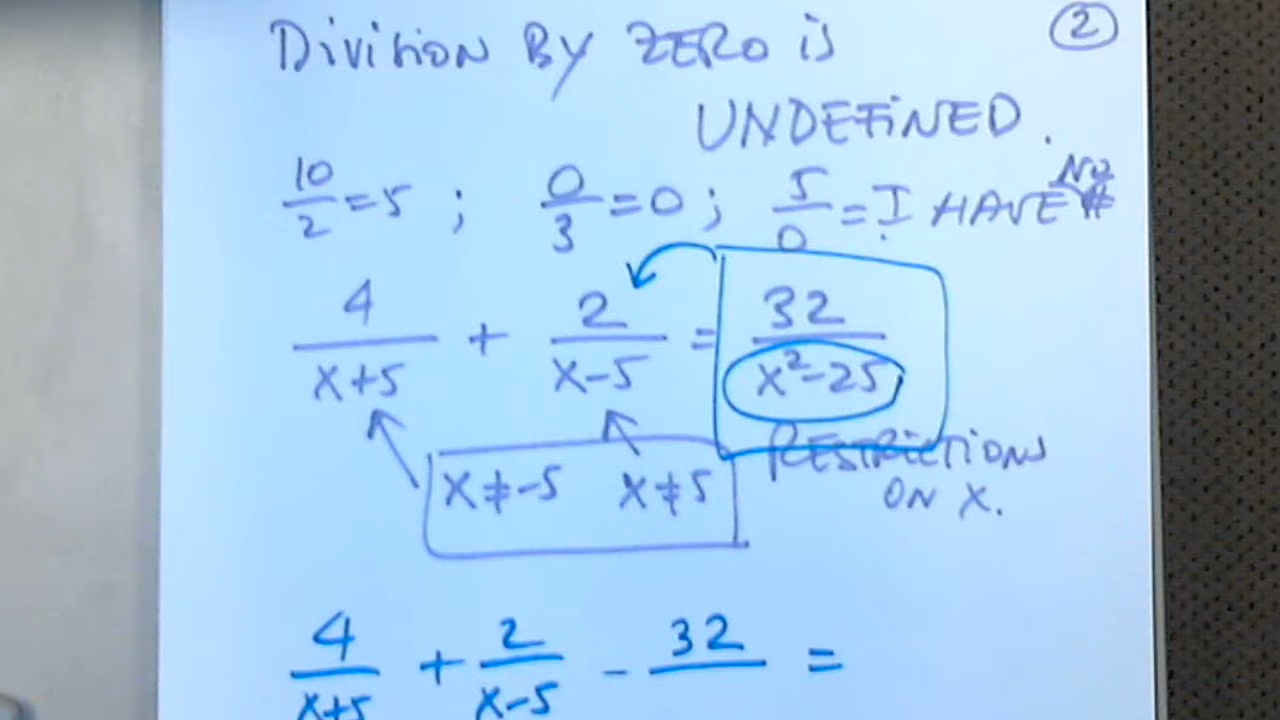 Division By ZERO is
②
UNDEFINED.
10/2 = 5 ; 0/3 = 0 ; 5/0 = I HAVE NO #
4/(x+5) + 2/(x-5) = 32/(x²-25)
x≠-5 x≠5
RESTRICTIONS
ON X.
4/(x+5) + 2/(x-5) - 32/ =